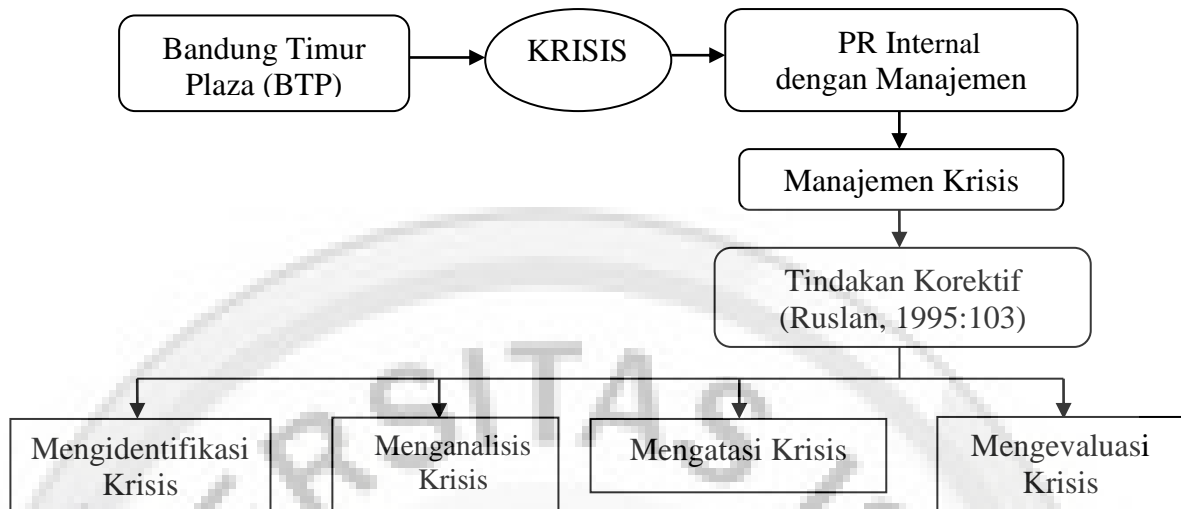 Bandung Timur
Plaza (BTP)
KRISIS
PR Internal
dengan Manajemen
Manajemen Krisis
Tindakan Korektif
(Ruslan, 1995:103)
Mengidentifikasi
Krisis
Menganalisis
Krisis
Mengatasi Krisis
Mengevaluasi
Krisis
RSITAS